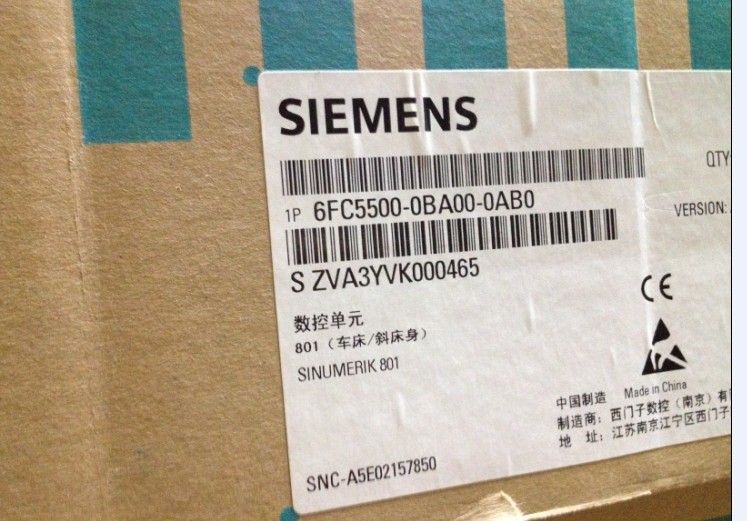 SIEMENS
QTY
1P 6FC5500-0BA00-0AB0
VERSION:
S ZVA3YVK000465
CE
数控单元
801（车床/斜床身）
SINUMERIK 801
中国制造 Made in China
制造商：西门子数控（南京）有
地 址：江苏南京江宁区西门子
SNC-A5E02157850